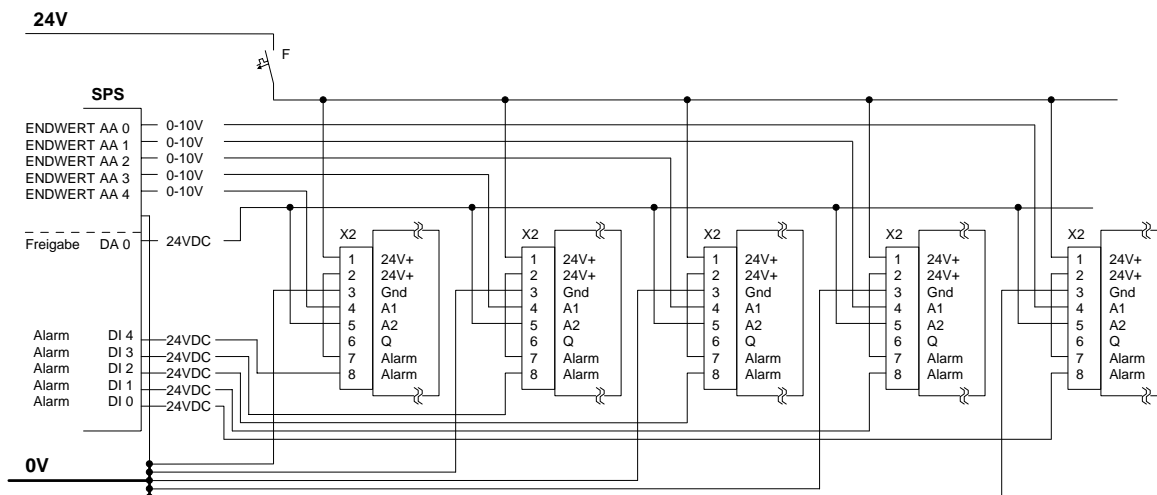 24V
F
SPS
ENDWERT AA 0 0-10V
ENDWERT AA 1 0-10V
ENDWERT AA 2 0-10V
ENDWERT AA 3 0-10V
ENDWERT AA 4 0-10V
Freigabe DA 0 24VDC
X2 X2 X2 X2 X2
1 24V+ 1 24V+ 1 24V+ 1 24V+ 1 24V+
2 24V+ 2 24V+ 2 24V+ 2 24V+ 2 24V+
3 Gnd 3 Gnd 3 Gnd 3 Gnd 3 Gnd
4 A1 4 A1 4 A1 4 A1 4 A1
5 A2 5 A2 5 A2 5 A2 5 A2
6 Q 6 Q 6 Q 6 Q 6 Q
7 Alarm 7 Alarm 7 Alarm 7 Alarm 7 Alarm
8 Alarm 8 Alarm 8 Alarm 8 Alarm 8 Alarm
Alarm DI 4 24VDC
Alarm DI 3 24VDC
Alarm DI 2 24VDC
Alarm DI 1 24VDC
Alarm DI 0 24VDC
0V